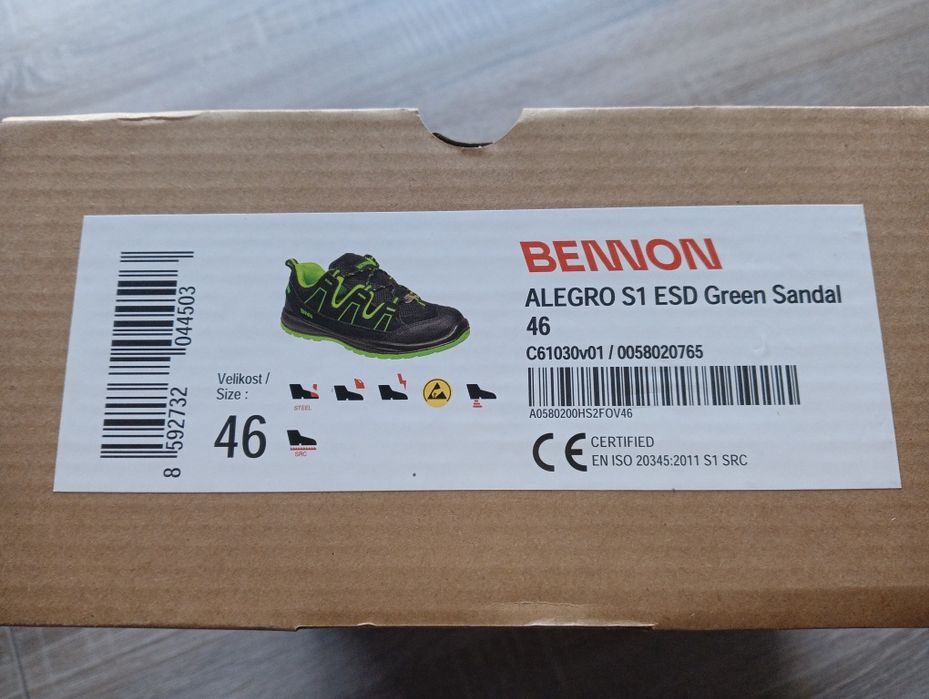 8 592732 044503
Velikost /
Size :
46
STEEL
SRC
BENNON
ALEGRO S1 ESD Green Sandal
46
C61030v01 / 0058020765
A0580200HS2FOV46
CE CERTIFIED
EN ISO 20345:2011 S1 SRC